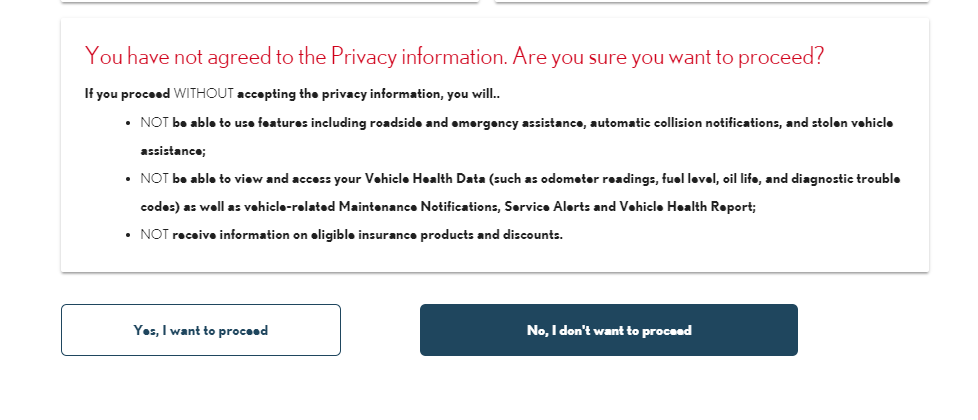 You have not agreed to the Privacy information. Are you sure you want to proceed?
If you proceed WITHOUT accepting the privacy information, you will..
• NOT be able to use features including roadside and emergency assistance, automatic collision notifications, and stolen vehicle
assistance;
• NOT be able to view and access your Vehicle Health Data (such as odometer readings, fuel level, oil life, and diagnostic trouble
codes) as well as vehicle-related Maintenance Notifications, Service Alerts and Vehicle Health Report;
• NOT receive information on eligible insurance products and discounts.
Yes, I want to proceed
No, I don't want to proceed